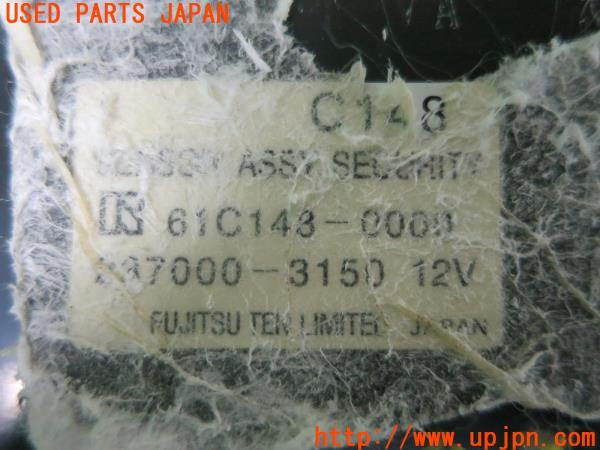 USED PARTS JAPAN
C148
SENSOR ASSY SECURITY
61C148-0000
237000-3150 12V
FUJITSU TEN LIMITED JAPAN
http://www.upjpn.com